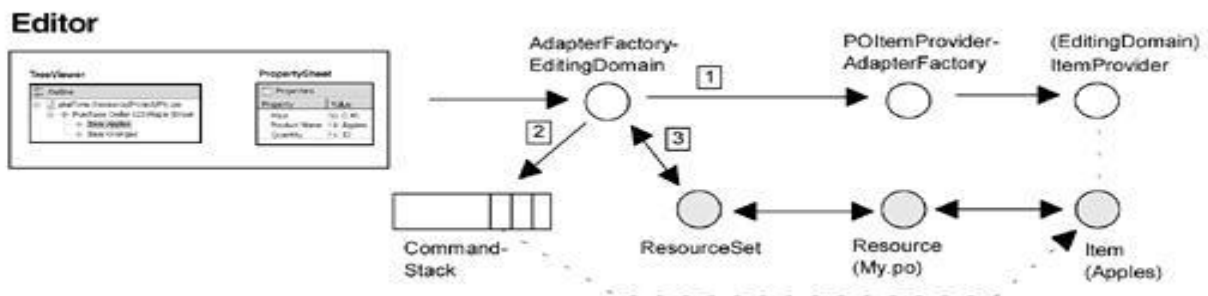 Editor
TreeViewer
Outline
PropertySheet
Properties
Property Value
Price
Product Name
Quantity
AdapterFactory-
EditingDomain
POItemProvider-
AdapterFactory
(EditingDomain)
ItemProvider
1
2
3
Command-
Stack
ResourceSet
Resource
(My.po)
Item
(Apples)